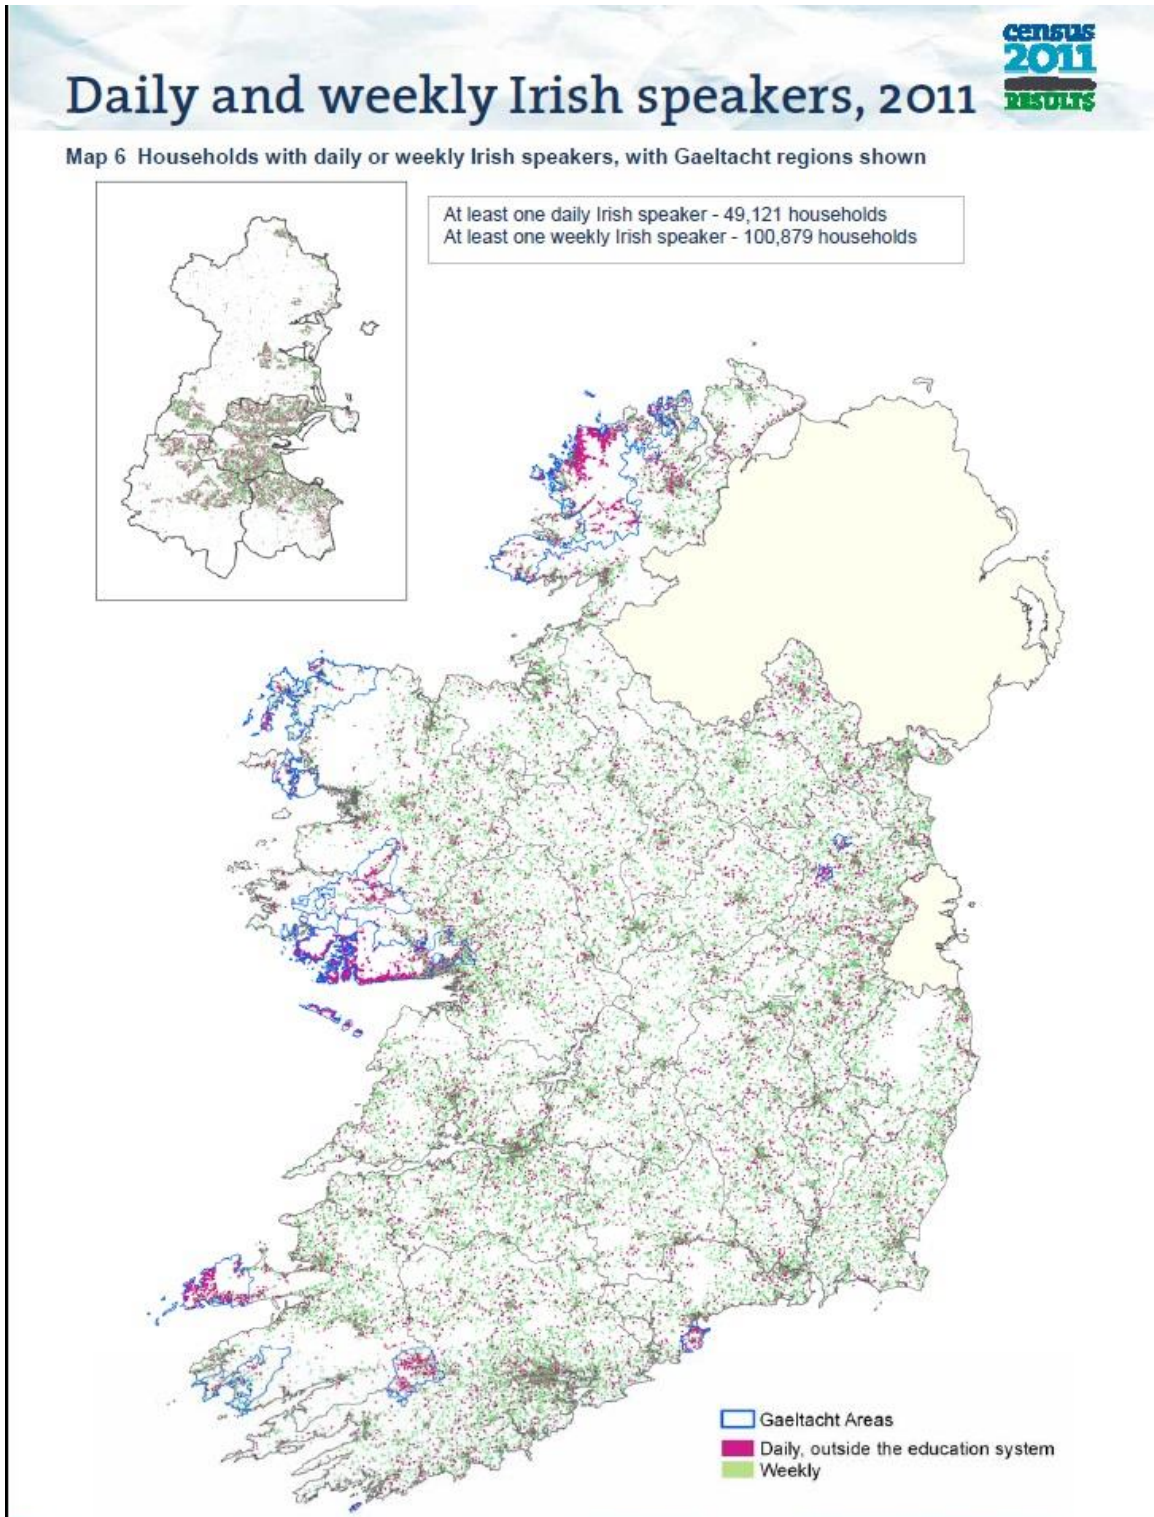 census
2011
RESULTS
Daily and weekly Irish speakers, 2011
Map 6 Households with daily or weekly Irish speakers, with Gaeltacht regions shown
At least one daily Irish speaker - 49,121 households
At least one weekly Irish speaker - 100,879 households
Gaeltacht Areas
Daily, outside the education system
Weekly